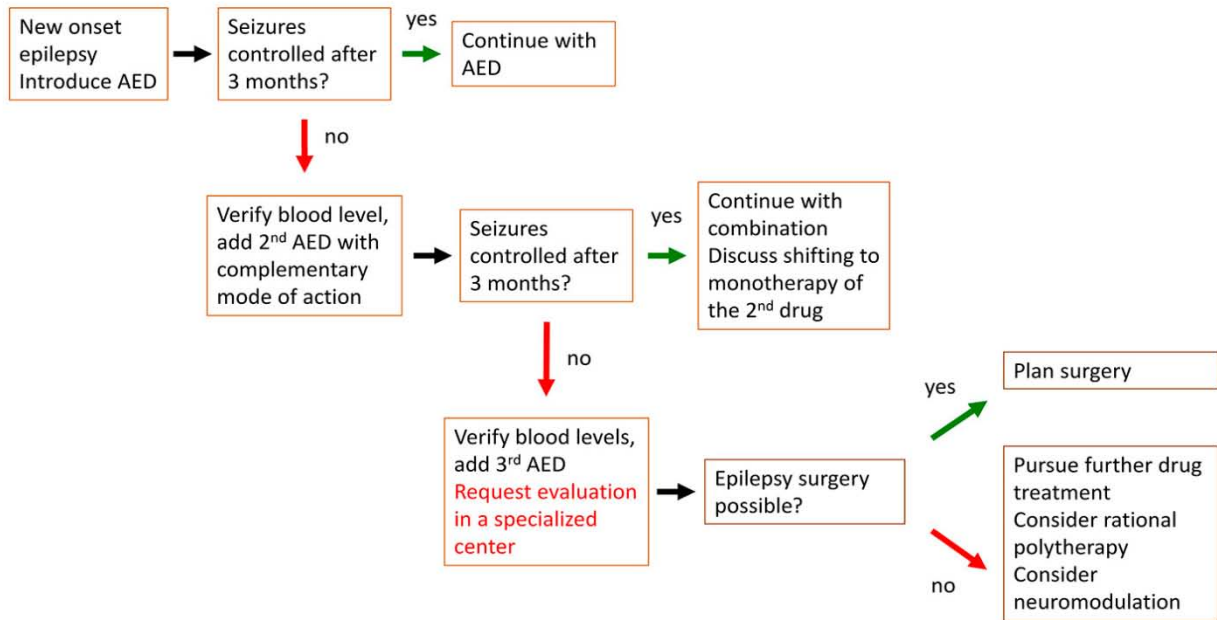 New onset
epilepsy
Introduce AED
Seizures
controlled after
3 months?
yes
Continue with
AED
no
Verify blood level,
add 2nd AED with
complementary
mode of action
Seizures
controlled after
3 months?
yes
Continue with
combination
Discuss shifting to
monotherapy of
the 2nd drug
no
Verify blood levels,
add 3rd AED
Request evaluation
in a specialized
center
Epilepsy surgery
possible?
yes
Plan surgery
no
Pursue further drug
treatment
Consider rational
polytherapy
Consider
neuromodulation